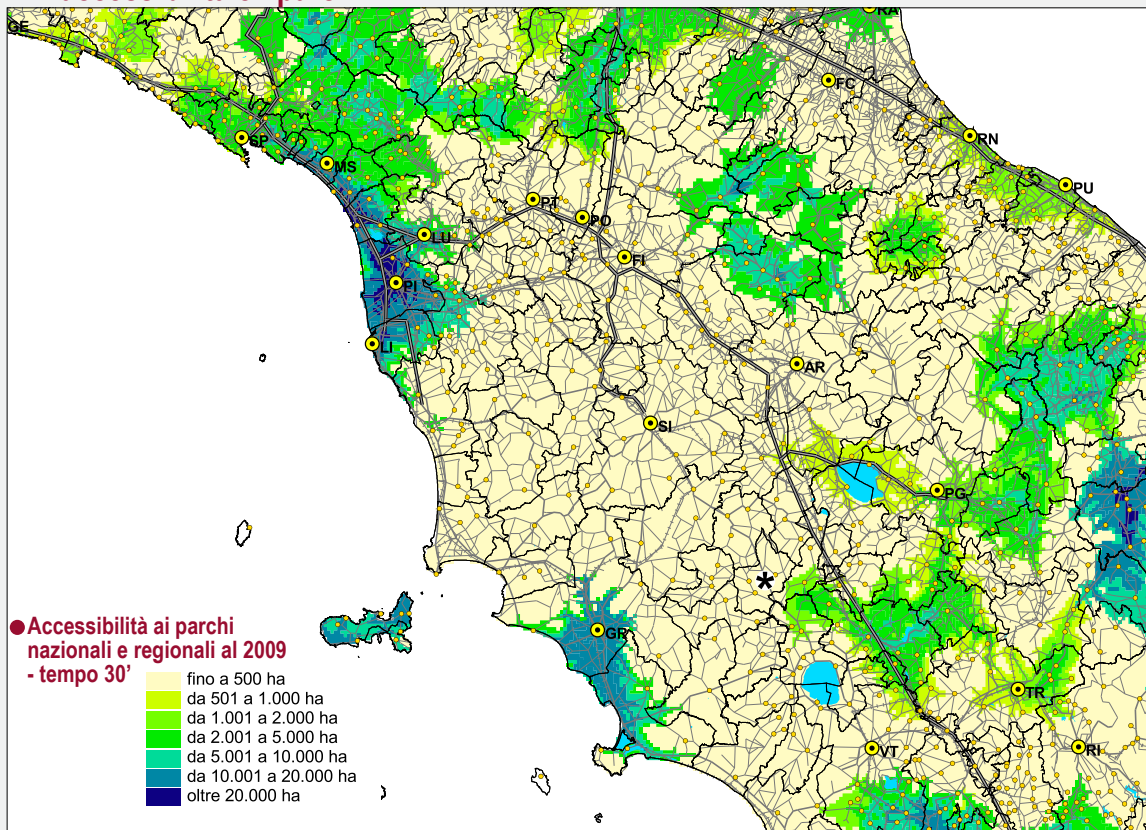 GE
RA
FC
SP
RN
MS
PU
PT
PO
LU
FI
PI
LI
AR
SI
PG
*
GR
TR
VT
RI
Accessibilità ai parchi
nazionali e regionali al 2009
- tempo 30'
fino a 500 ha
da 501 a 1.000 ha
da 1.001 a 2.000 ha
da 2.001 a 5.000 ha
da 5.001 a 10.000 ha
da 10.001 a 20.000 ha
oltre 20.000 ha